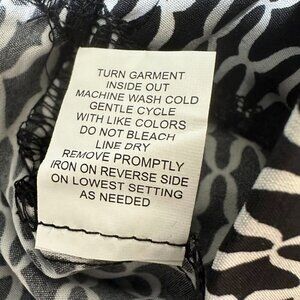 TURN GARMENT
INSIDE OUT
MACHINE WASH COLD
GENTLE CYCLE
WITH LIKE COLORS
DO NOT BLEACH
LINE DRY
REMOVE PROMPTLY
IRON ON REVERSE SIDE
ON LOWEST SETTING
AS NEEDED